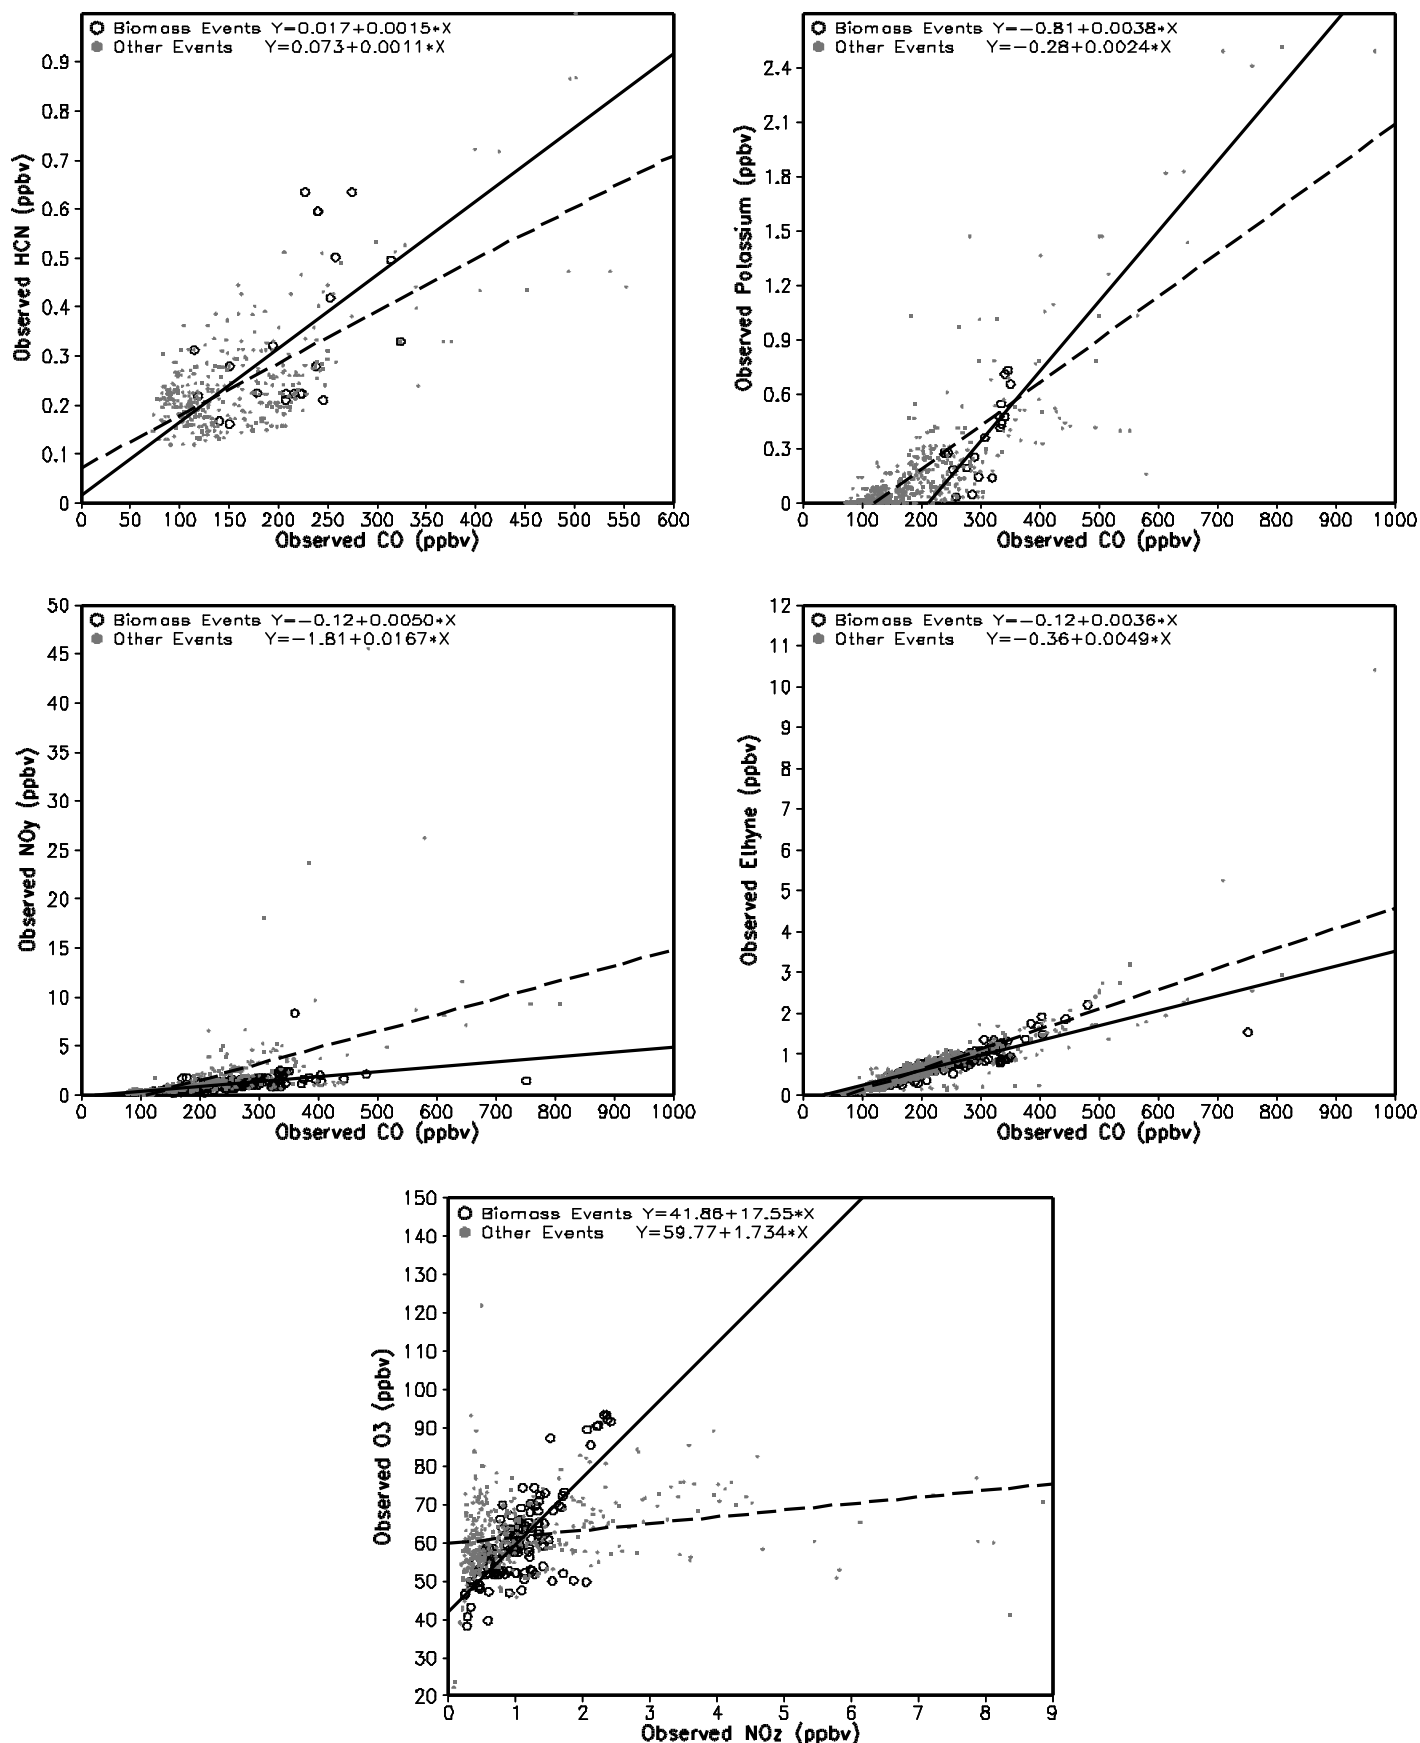 Biomass Events Y=0.017+0.0015*X
Other Events Y=0.073+0.0011*X
0.9
0.8
0.7
0.6
0.5
0.4
0.3
0.2
0.1
0
Observed HCN (ppbv)
0 50 100 150 200 250 300 350 400 450 500 550 600
Observed CO (ppbv)
Biomass Events Y=-0.81+0.0038*X
Other Events Y=-0.28+0.0024*X
2.4
2.1
1.8
1.5
1.2
0.9
0.6
0.3
0
Observed Polassium (ppbv)
0 100 200 300 400 500 600 700 800 900 1000
Observed CO (ppbv)
Biomass Events Y=-0.12+0.0050*X
Other Events Y=-1.81+0.0167*X
50
45
40
35
30
25
20
15
10
5
0
Observed NOy (ppbv)
0 100 200 300 400 500 600 700 800 900 1000
Observed CO (ppbv)
Biomass Events Y=-0.12+0.0036*X
Other Events Y=-0.36+0.0049*X
12
11
10
9
8
7
6
5
4
3
2
1
0
Observed Elhyne (ppbv)
0 100 200 300 400 500 600 700 800 900 1000
Observed CO (ppbv)
Biomass Events Y=41.86+17.55*X
Other Events Y=59.77+1.734*X
150
140
130
120
110
100
90
80
70
60
50
40
30
20
Observed O3 (ppbv)
0 1 2 3 4 5 6 7 8 9
Observed NOz (ppbv)